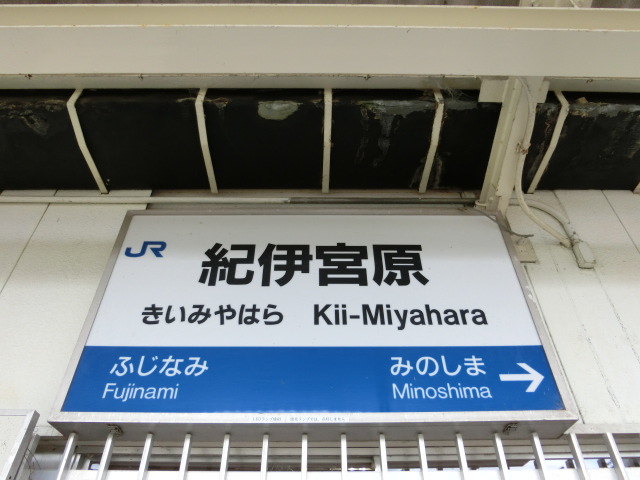 JR 紀伊宮原
きいみやはら Kii-Miyahara
ふじなみ みのしま →
Fujinami Minoshima